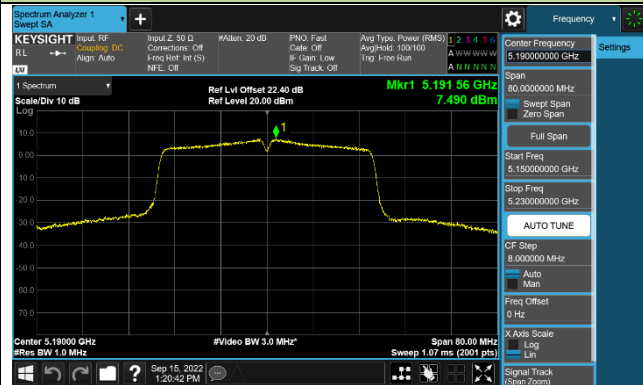 Spectrum Analyzer 1
Swept SA
+
Frequency
KEYSIGHT
RL
LXI
Input: RF
Coupling: DC
Align: Auto
Input Z: 50 Ω
Corrections: Off
Freq Ref: Int (S)
NFE: Off
#Atten: 20 dB
PNO: Fast
Gate: Off
IF Gain: Low
Sig Track: Off
Avg Type: Power (RMS)
Avg|Hold: 100/100
Trig: Free Run
1 2 3 4 5 6
A W W W W W
A N N N N N
1 Spectrum
Scale/Div 10 dB
Log
Ref Lvl Offset 22.40 dB
Ref Level 20.00 dBm
Mkr1 5.191 56 GHz
7.490 dBm
1
10.0
0.00
-10.0
-20.0
-30.0
-40.0
-50.0
-60.0
-70.0
Center 5.19000 GHz
#Res BW 1.0 MHz
#Video BW 3.0 MHz*
Span 80.00 MHz
Sweep 1.07 ms (2001 pts)
Center Frequency
5.190000000 GHz
Span
80.0000000 MHz
Swept Span
Zero Span
Full Span
Start Freq
5.150000000 GHz
Stop Freq
5.230000000 GHz
AUTO TUNE
CF Step
8.000000 MHz
Auto
Man
Freq Offset
0 Hz
X Axis Scale
Log
Lin
Signal Track
(Span Zoom)
Settings
?
Sep 15, 2022
1:20:42 PM